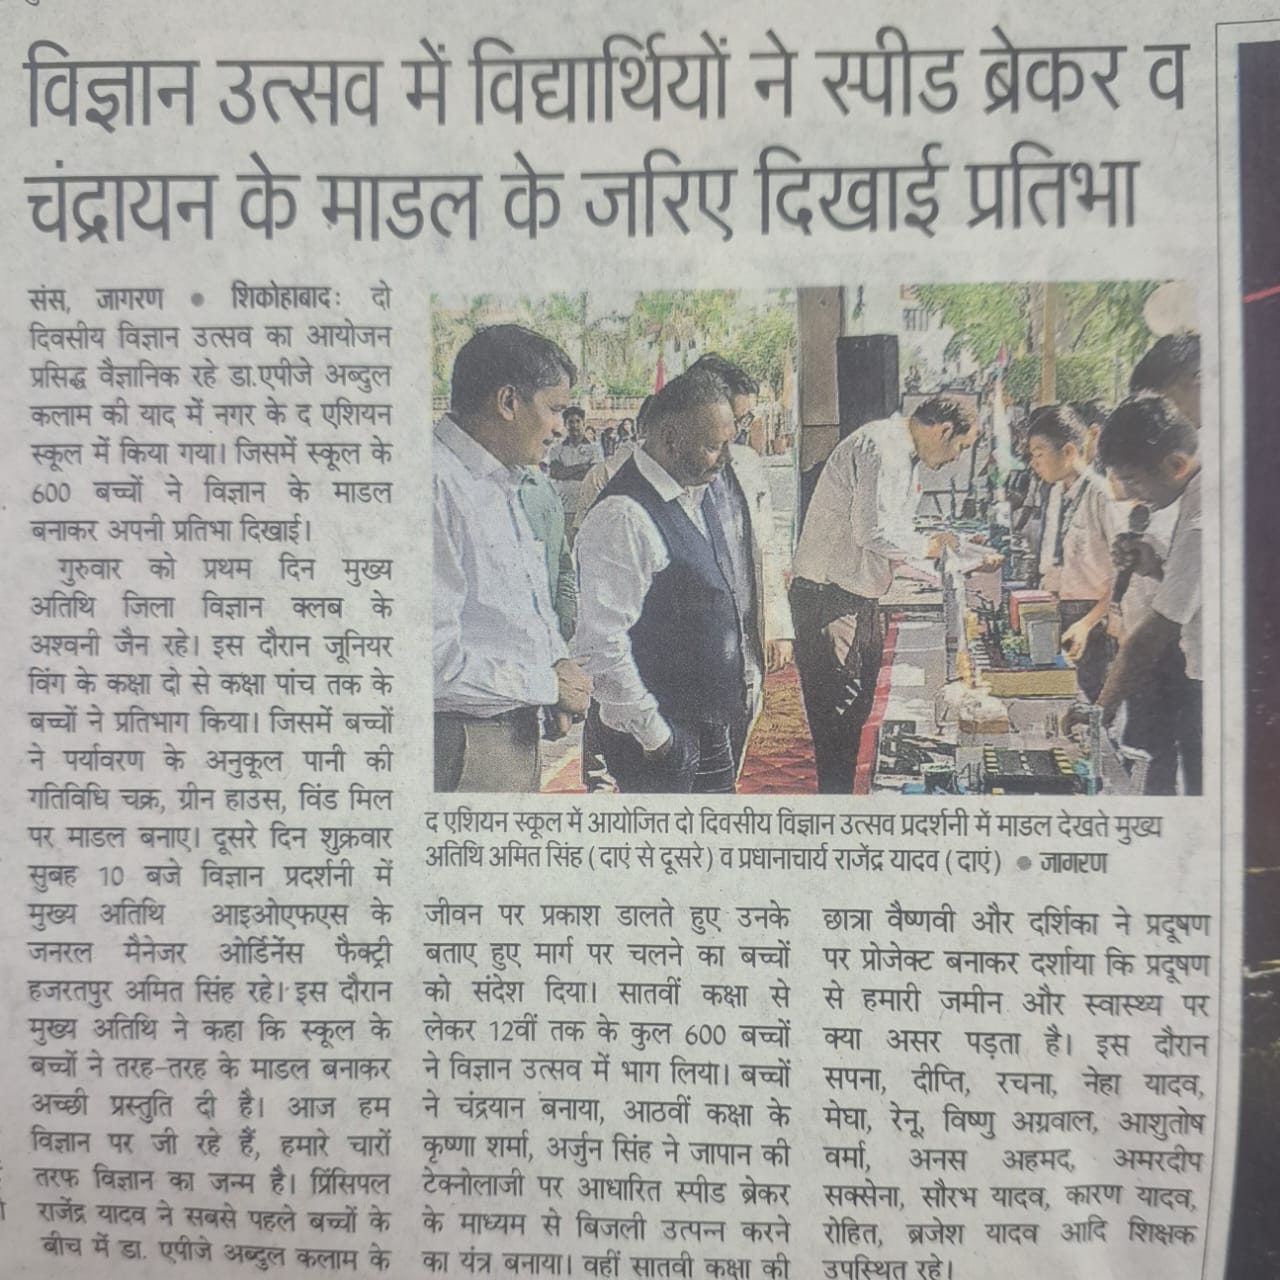 विज्ञान उत्सव में विद्यार्थियों ने स्पीड ब्रेकर व
चंद्रायन के माडल के जरिए दिखाई प्रतिभा
संस, जागरण ● शिकोहाबाद: दो
दिवसीय विज्ञान उत्सव का आयोजन
प्रसिद्ध वैज्ञानिक रहे डा.एपीजे अब्दुल
कलाम की याद में नगर के द एशियन
स्कूल में किया गया। जिसमें स्कूल के
600 बच्चों ने विज्ञान के माडल
बनाकर अपनी प्रतिभा दिखाई।
गुरुवार को प्रथम दिन मुख्य
अतिथि जिला विज्ञान क्लब के
अश्वनी जैन रहे। इस दौरान जूनियर
विंग के कक्षा दो से कक्षा पांच तक के
बच्चों ने प्रतिभाग किया। जिसमें बच्चों
ने पर्यावरण के अनुकूल पानी की
गतिविधि चक्र, ग्रीन हाउस, विंड मिल
पर माडल बनाए। दूसरे दिन शुक्रवार
सुबह 10 बजे विज्ञान प्रदर्शनी में
मुख्य अतिथि आइओएफएस के
जनरल मैनेजर ओर्डिनेंस फैक्ट्री
हजरतपुर अमित सिंह रहे। इस दौरान
मुख्य अतिथि ने कहा कि स्कूल के
बच्चों ने तरह-तरह के माडल बनाकर
अच्छी प्रस्तुति दी है। आज हम
विज्ञान पर जी रहे हैं, हमारे चारों
तरफ विज्ञान का जन्म है। प्रिंसिपल
राजेंद्र यादव ने सबसे पहले बच्चों के
बीच में डा. एपीजे अब्दुल कलाम के
द एशियन स्कूल में आयोजित दो दिवसीय विज्ञान उत्सव प्रदर्शनी में माडल देखते मुख्य
अतिथि अमित सिंह (दाएं से दूसरे) व प्रधानाचार्य राजेंद्र यादव (दाएं) ● जागरण
जीवन पर प्रकाश डालते हुए उनके
बताए हुए मार्ग पर चलने का बच्चों
को संदेश दिया। सातवीं कक्षा से
लेकर 12वीं तक के कुल 600 बच्चों
ने विज्ञान उत्सव में भाग लिया। बच्चों
ने चंद्रयान बनाया, आठवीं कक्षा के
कृष्णा शर्मा, अर्जुन सिंह ने जापान की
टेक्नोलाजी पर आधारित स्पीड ब्रेकर
के माध्यम से बिजली उत्पन्न करने
का यंत्र बनाया। वहीं सातवी कक्षा की
छात्रा वैष्णवी और दर्शिका ने प्रदूषण
पर प्रोजेक्ट बनाकर दर्शाया कि प्रदूषण
से हमारी जमीन और स्वास्थ्य पर
क्या असर पड़ता है। इस दौरान
सपना, दीप्ति, रचना, नेहा यादव,
मेघा, रेनू, विष्णु अग्रवाल, आशुतोष
वर्मा, अनस अहमद, अमरदीप
सक्सेना, सौरभ यादव, कारण यादव,
रोहित, ब्रजेश यादव आदि शिक्षक
उपस्थित रहे।